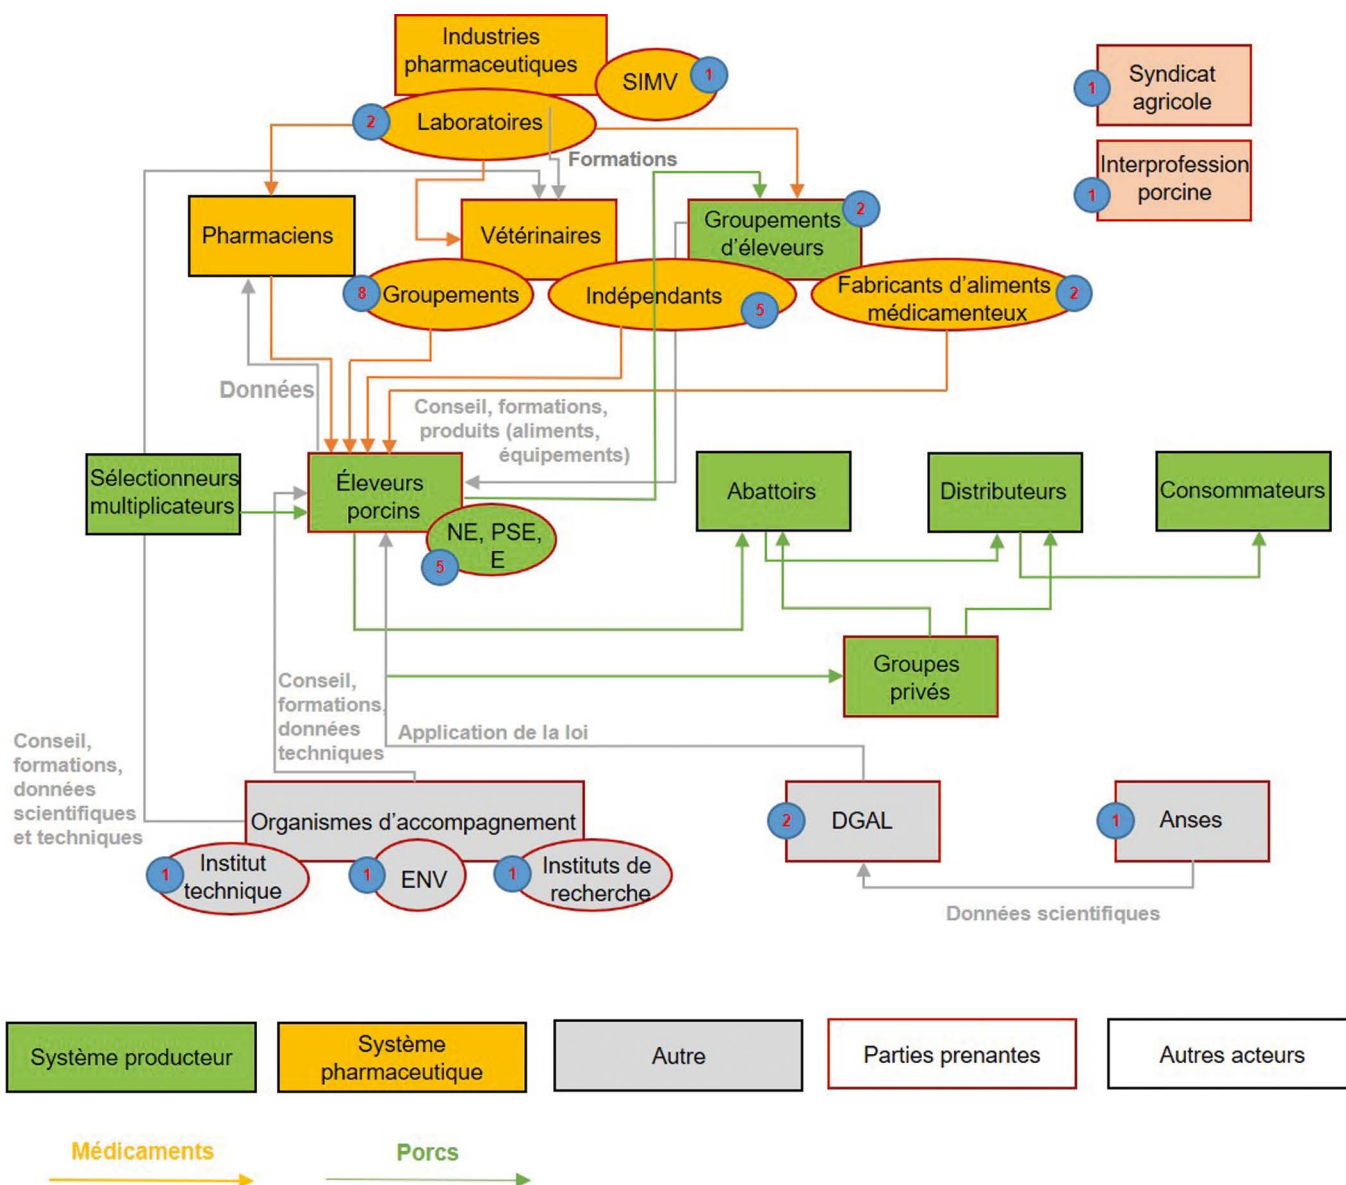 Industries
pharmaceutiques
SIMV
1
2
Laboratoires
Formations
1
Syndicat
agricole
1
Interprofession
porcine
Pharmaciens
Vétérinaires
Groupements
d'éleveurs
2
8
Groupements
Indépendants
5
Fabricants d'aliments
médicamenteux
2
Données
Conseil, formations,
produits (aliments,
équipements)
Sélectionneurs
multiplicateurs
Éleveurs
porcins
NE, PSE,
E
5
Abattoirs
Distributeurs
Consommateurs
Groupes
privés
Conseil,
formations,
données
techniques
Application de la loi
Conseil,
formations,
données
scientifiques
et techniques
Organismes d'accompagnement
1
Institut
technique
1
ENV
1
Instituts de
recherche
2
DGAL
1
Anses
Données scientifiques
Système producteur
Système
pharmaceutique
Autre
Parties prenantes
Autres acteurs
Médicaments
Porcs